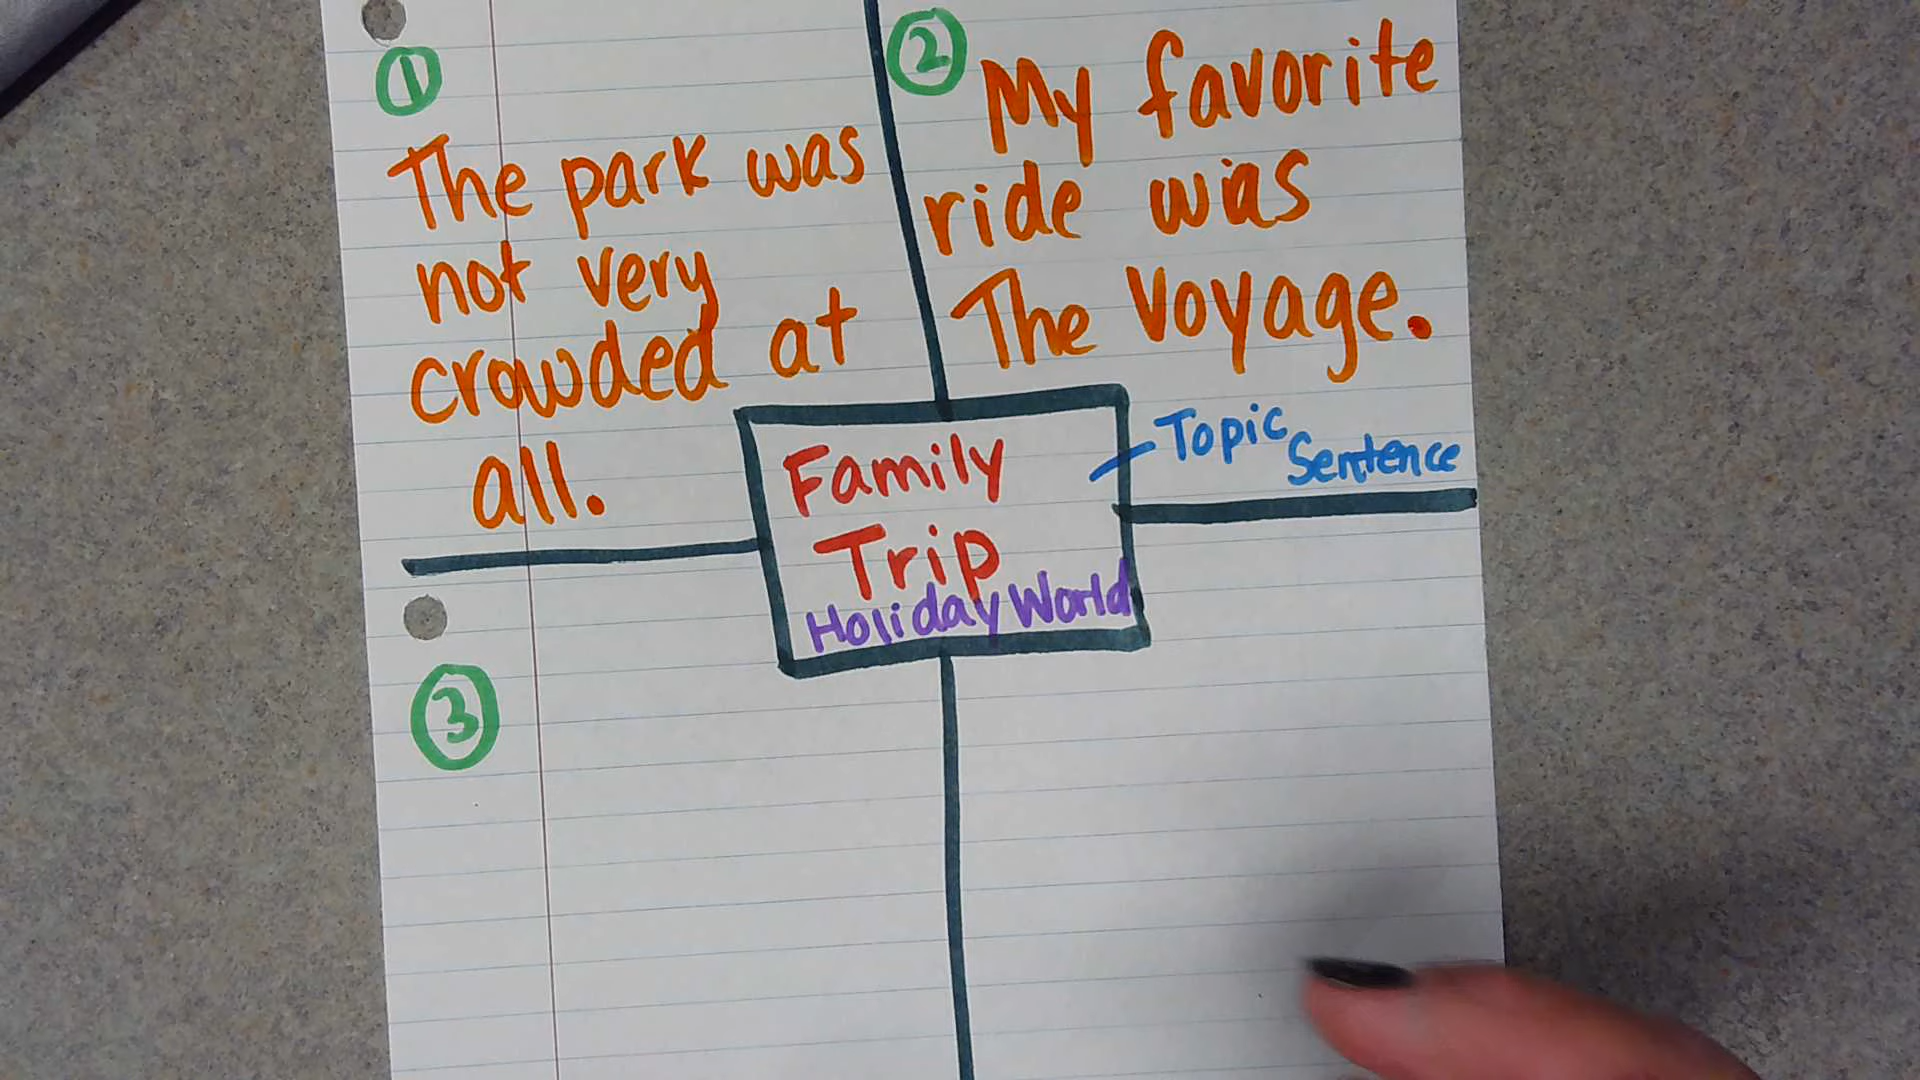 ①
The park was
not very
crowded at
all.
② My favorite
ride was
The Voyage.
Family
Trip
Holiday World
Topic
Sentence
③